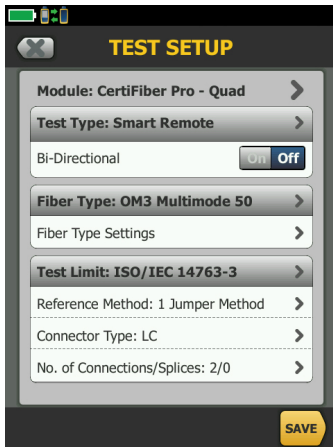 TEST SETUP
Module: CertiFiber Pro - Quad
Test Type: Smart Remote
Bi-Directional On Off
Fiber Type: OM3 Multimode 50
Fiber Type Settings
Test Limit: ISO/IEC 14763-3
Reference Method: 1 Jumper Method
Connector Type: LC
No. of Connections/Splices: 2/0
SAVE